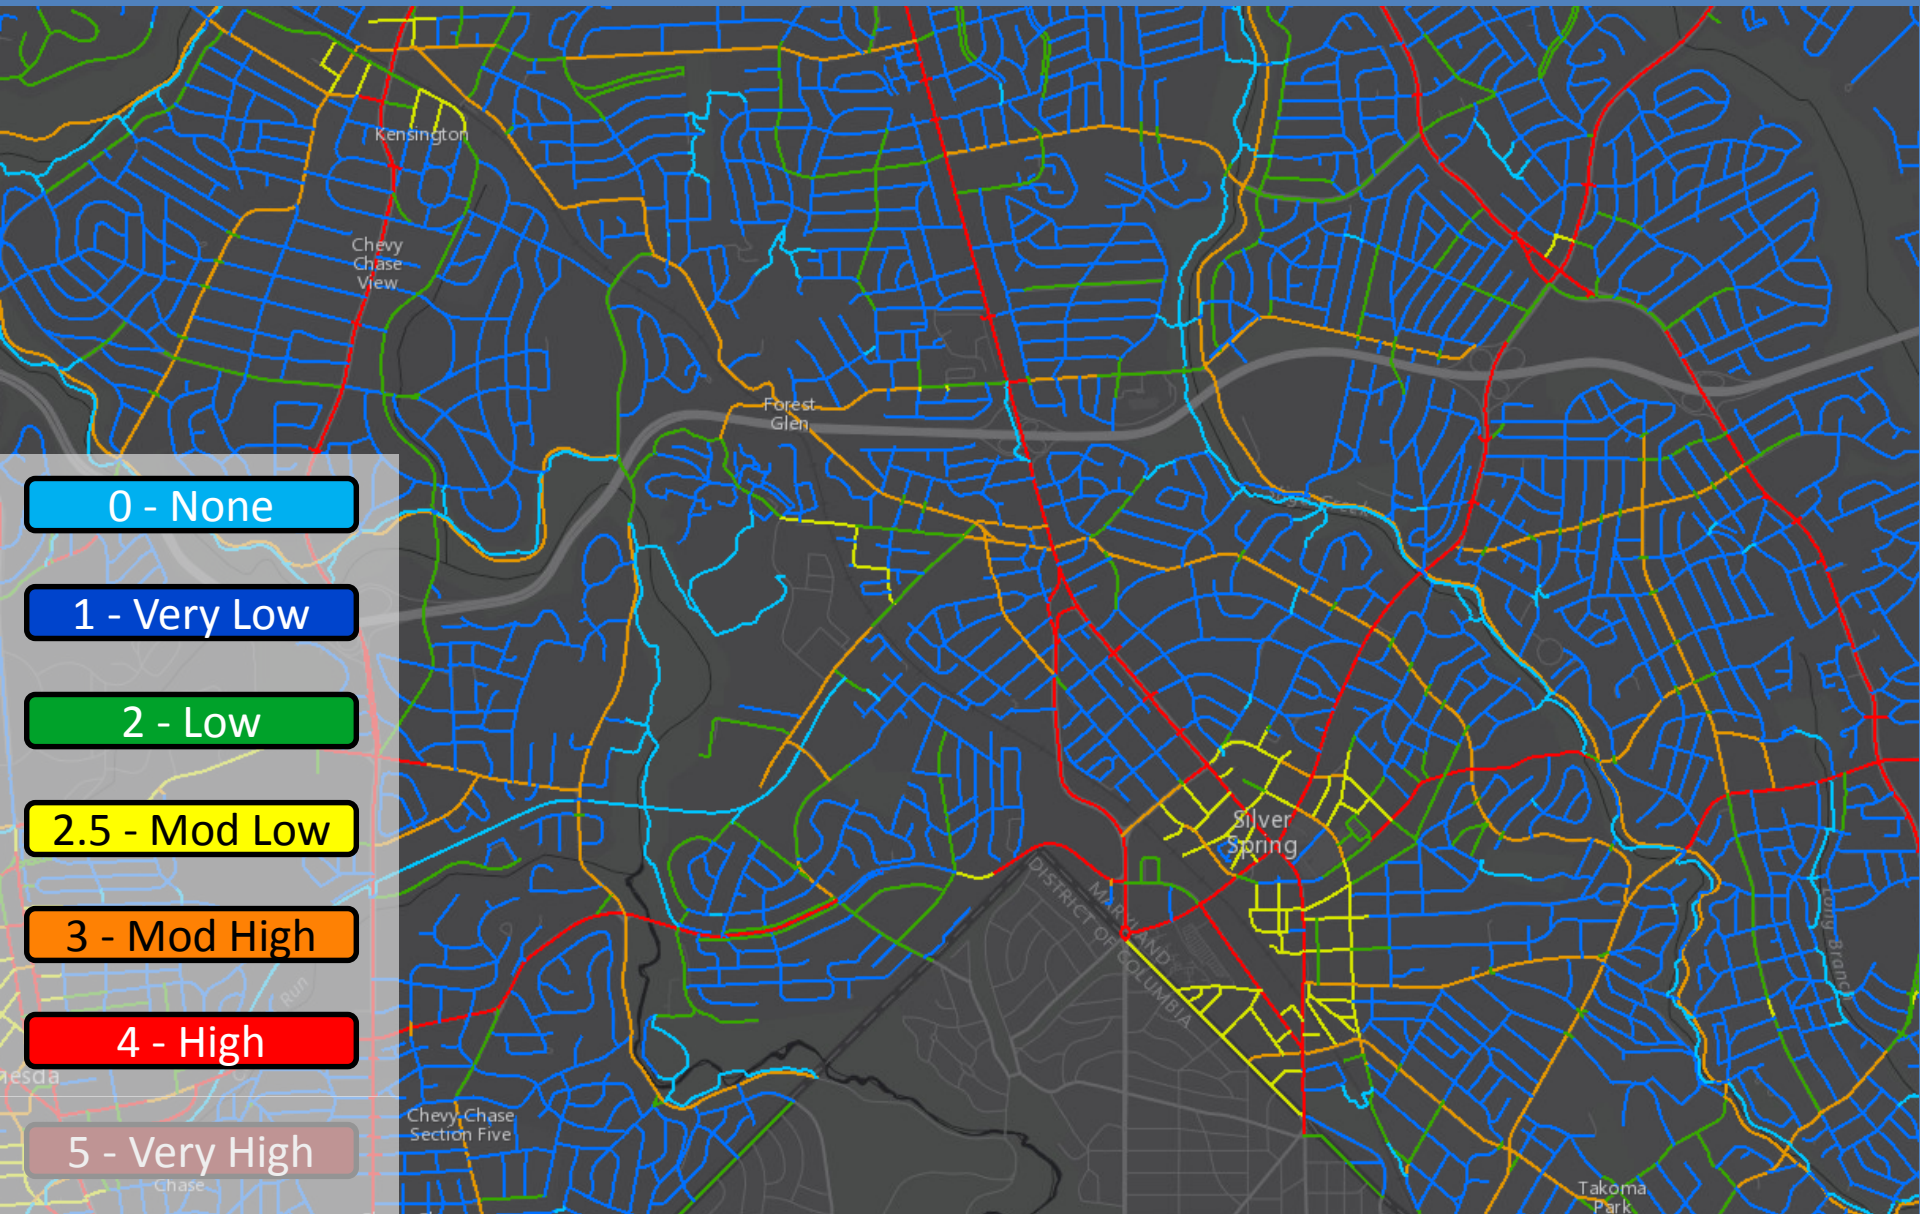 Kensington
Chevy
Chase
View
Forest
Glen
Sligo Creek
0 - None
1 - Very Low
2 - Low
2.5 - Mod Low
3 - Mod High
4 - High
5 - Very High
Silver
Spring
MARYLAND
DISTRICT OF COLUMBIA
Long Branch
Run
Chevy Chase
Section Five
Chase
Takoma
Park